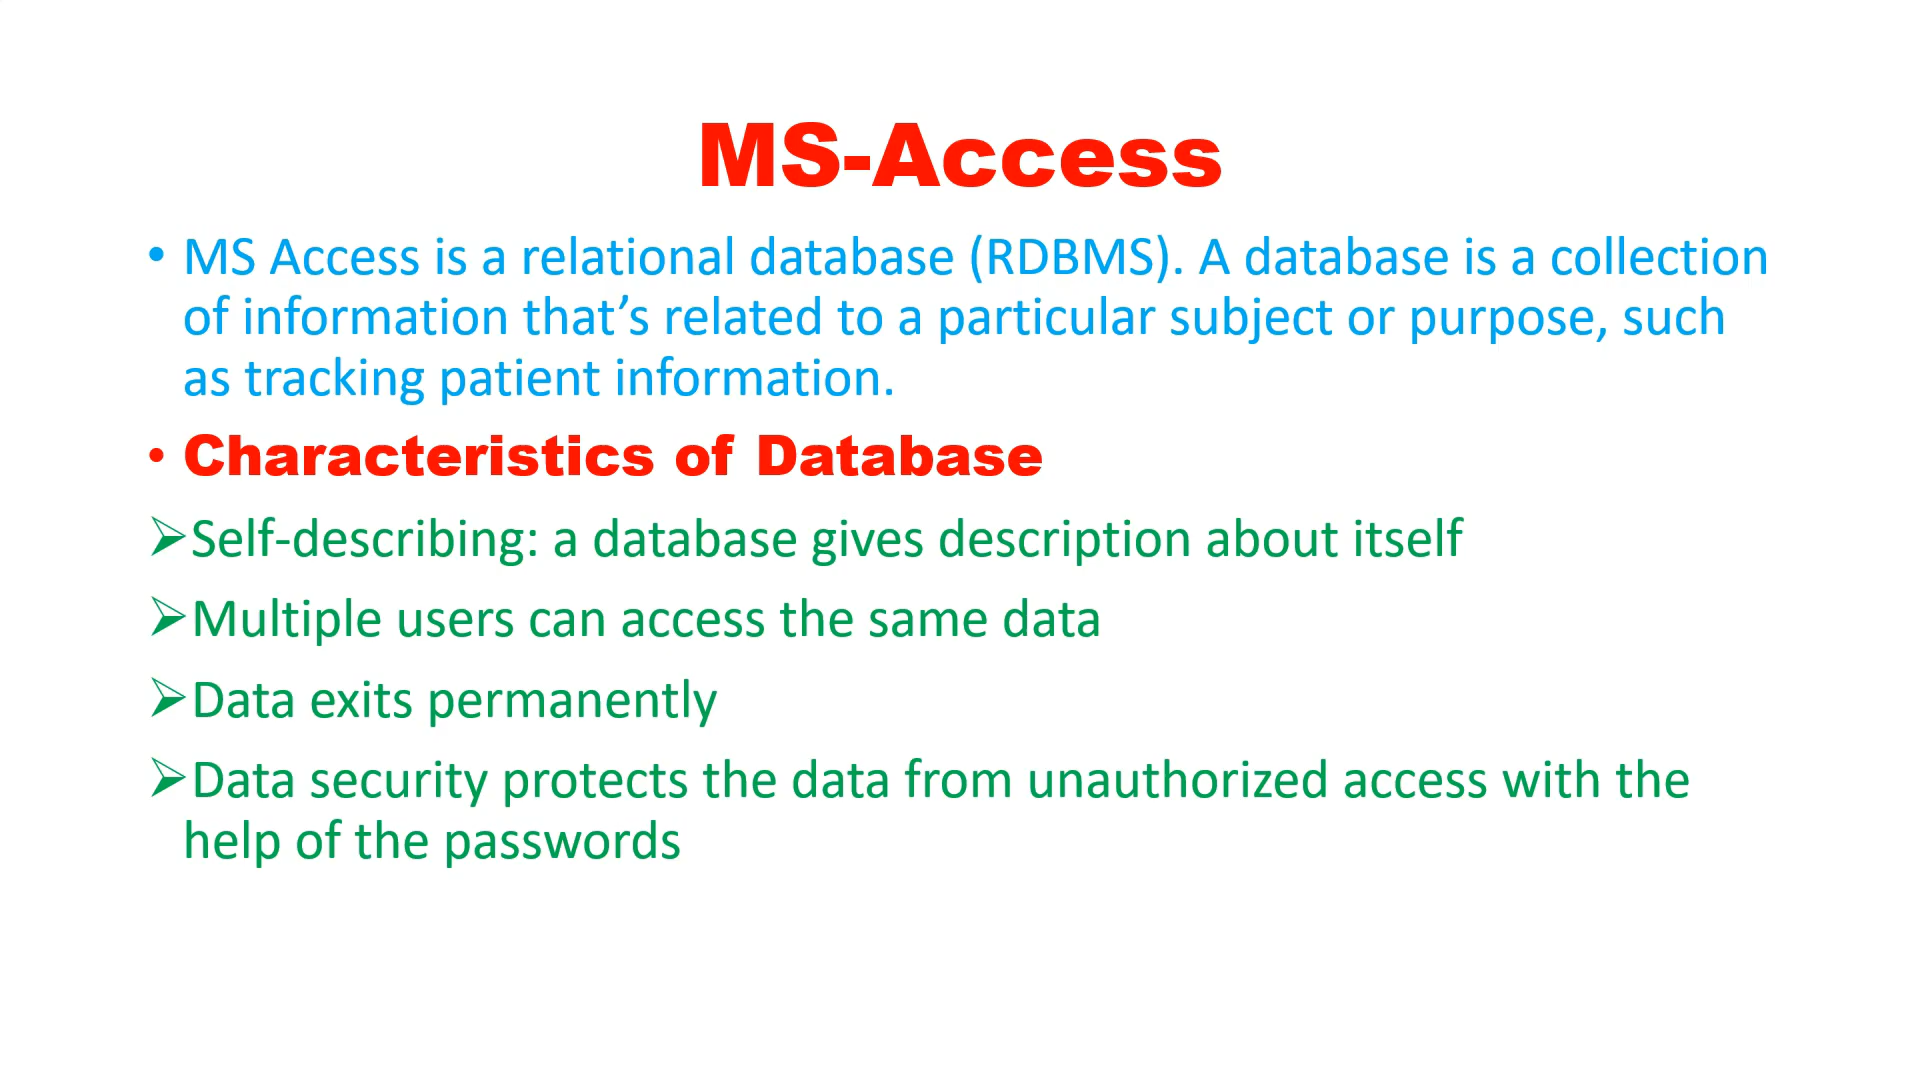 MS-Access
• MS Access is a relational database (RDBMS). A database is a collection
of information that’s related to a particular subject or purpose, such
as tracking patient information.
• Characteristics of Database
➢Self-describing: a database gives description about itself
➢Multiple users can access the same data
➢Data exits permanently
➢Data security protects the data from unauthorized access with the
help of the passwords